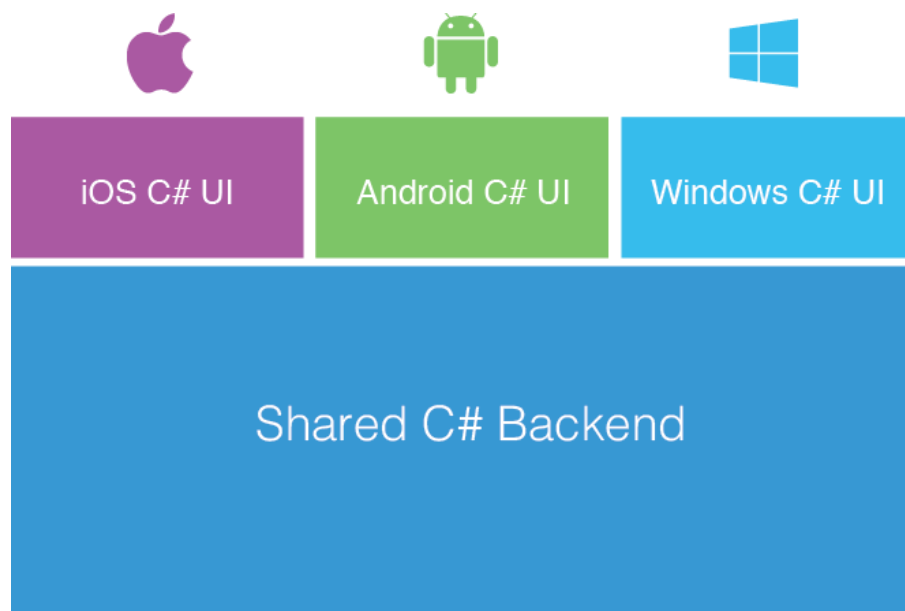 iOS C# UI
Android C# UI
Windows C# UI
Shared C# Backend